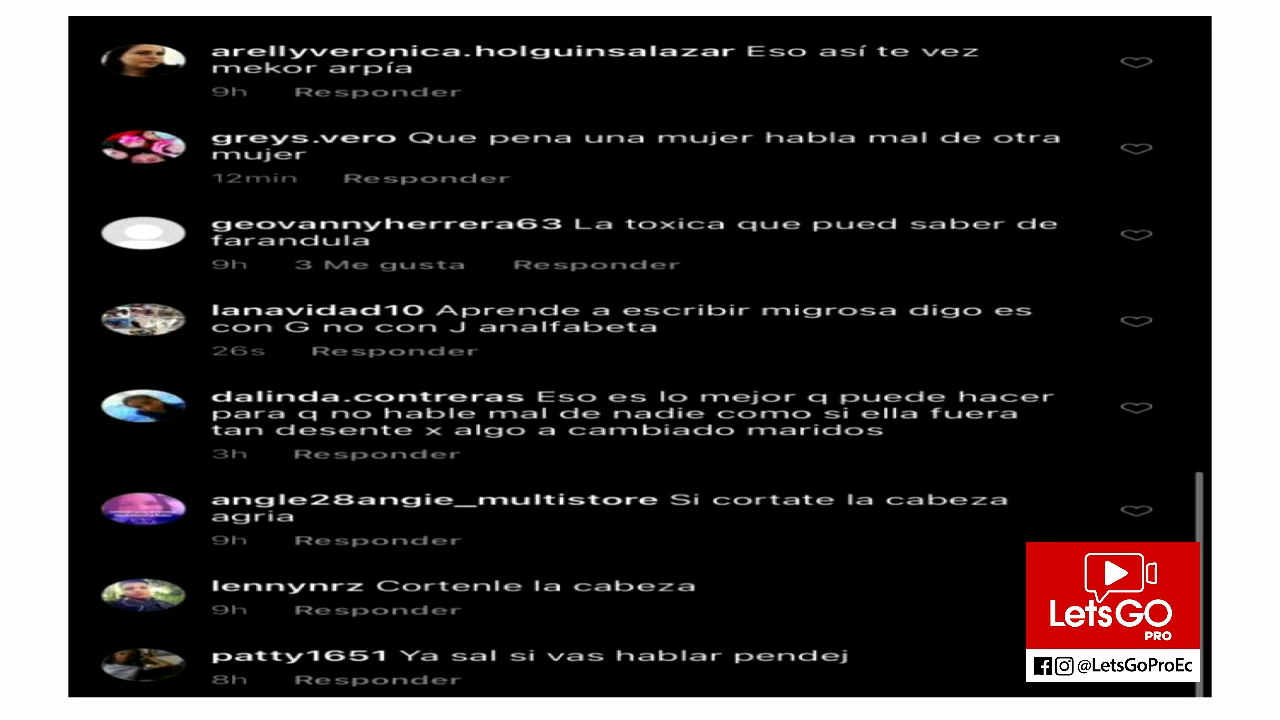 arellyveronica.holguinsalazar Eso así te vez
mekor arpía
9h Responder
greys.vero Que pena una mujer habla mal de otra
mujer
12min Responder
geovannyherrera63 La toxica que pued saber de
farandula
9h 3 Me gusta Responder
lanavidad10 Aprende a escribir migrosa digo es
con G no con J analfabeta
26s Responder
dalinda.contreras Eso es lo mejor q puede hacer
para q no hable mal de nadie como si ella fuera
tan desente x algo a cambiado maridos
3h Responder
angle28angie_multistore Si cortate la cabeza
agria
9h Responder
lennynrz Cortenle la cabeza
9h Responder
patty1651 Ya sal si vas hablar pendej
8h Responder
LetsGO
PRO
@LetsGoProEc